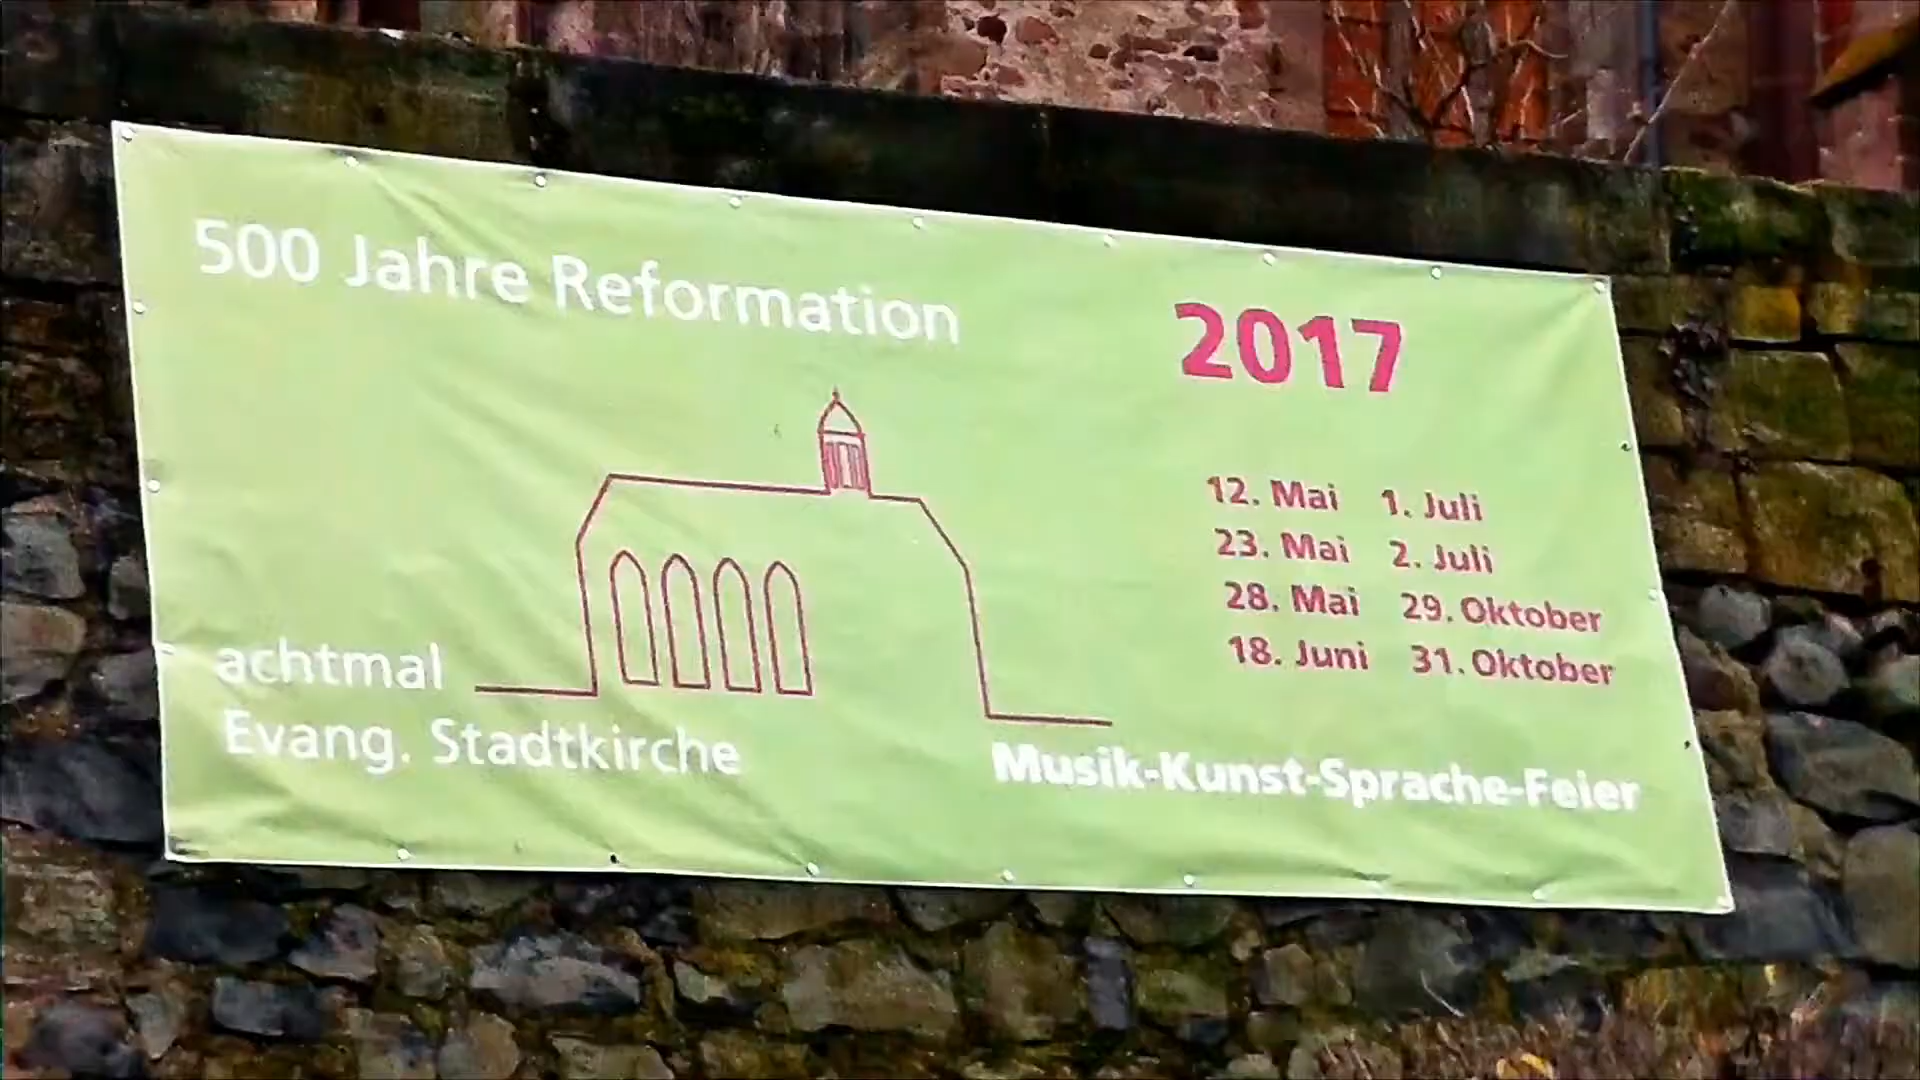 500 Jahre Reformation
2017
12. Mai 1. Juli
23. Mai 2. Juli
28. Mai 29. Oktober
18. Juni 31. Oktober
achtmal
Evang. Stadtkirche
Musik-Kunst-Sprache-Feier